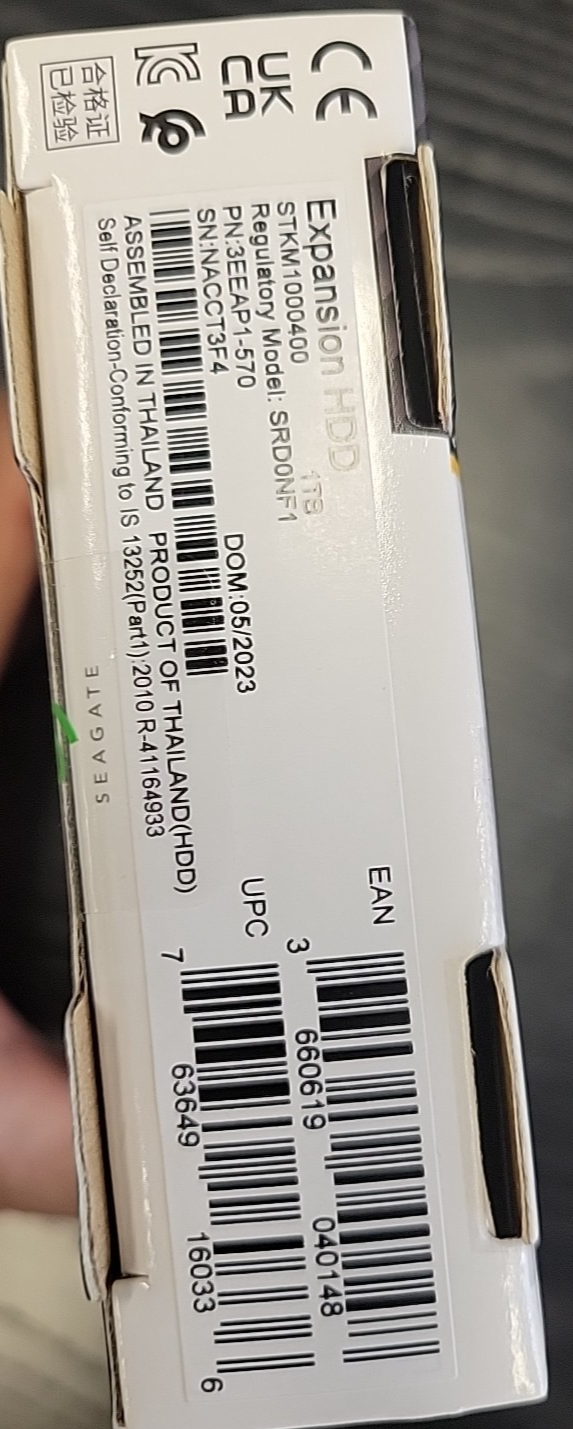 CE
UK
CA
合格证
已检验
Expansion HDD
STKM1000400 1TB
Regulatory Model: SRD0NF1
PN:3EEAP1-570
SN:NACCT3F4 DOM:05/2023
ASSEMBLED IN THAILAND PRODUCT OF THAILAND(HDD)
Self Declaration-Conforming to IS 13252(Part1):2010 R-41164933
SEAGATE
EAN
3 660619 040148
UPC
7 63649 16033 6